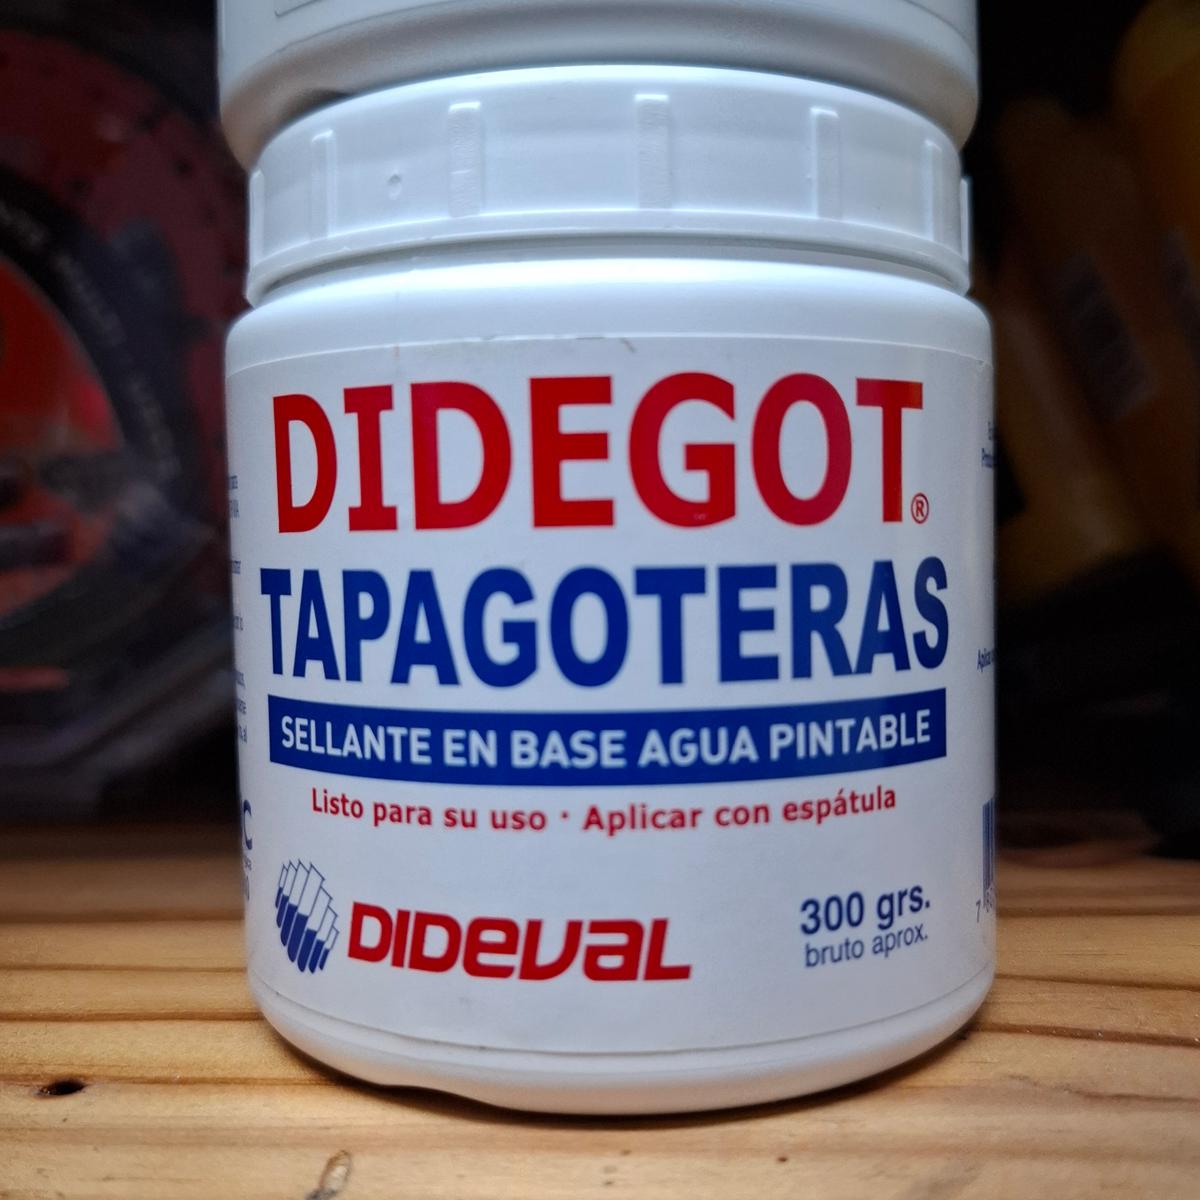 DIDEGOT®
TAPAGOTERAS
SELLANTE EN BASE AGUA PINTABLE
Listo para su uso · Aplicar con espátula
DIDEVAL
300 grs.
bruto aprox.